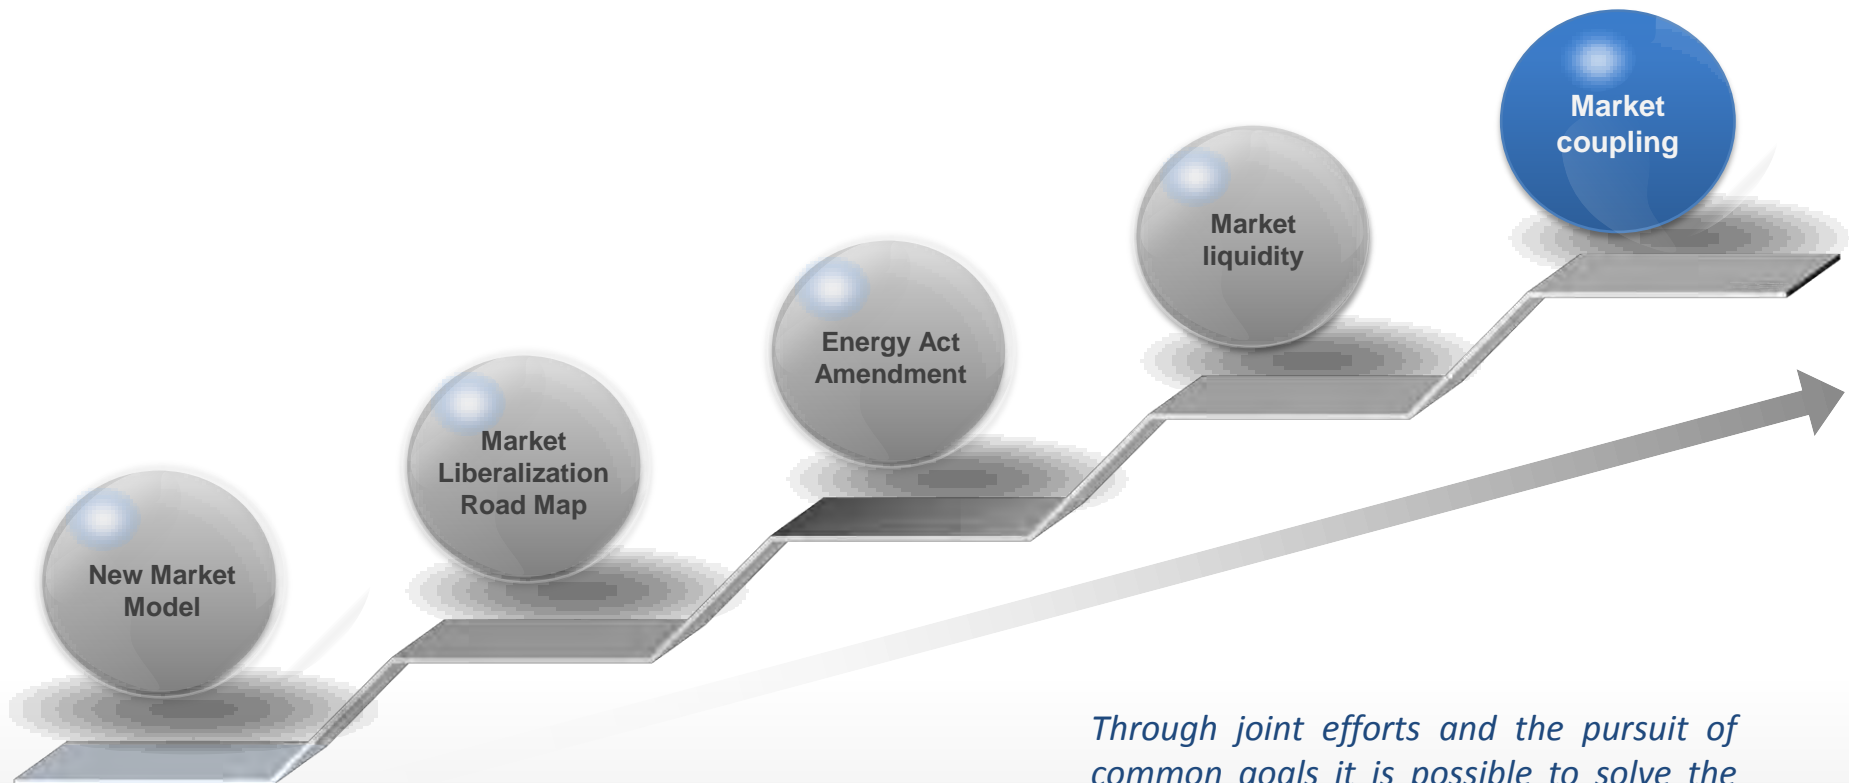 Market
coupling
Market
liquidity
Energy Act
Amendment
Market
Liberalization
Road Map
New Market
Model
Through joint efforts and the pursuit of
common goals it is possible to solve the